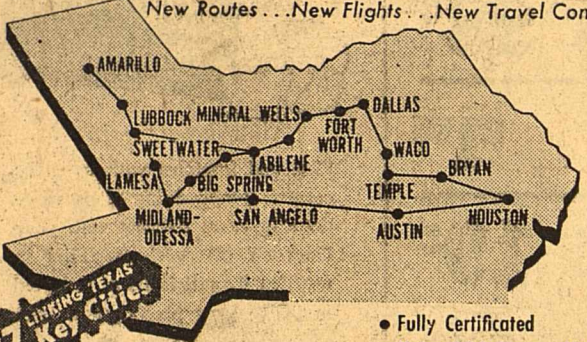 New Routes...New Flights...New Travel Con
AMARILLO
LUBBOCK
MINERAL WELLS
DALLAS
SWEETWATER
FORT
WORTH
ABILENE
WACO
LAMESA
BIG SPRING
BRYAN
TEMPLE
MIDLAND-
ODESSA
SAN ANGELO
AUSTIN
HOUSTON
7 LINKING TEXAS'
Key Cities
• Fully Certificated